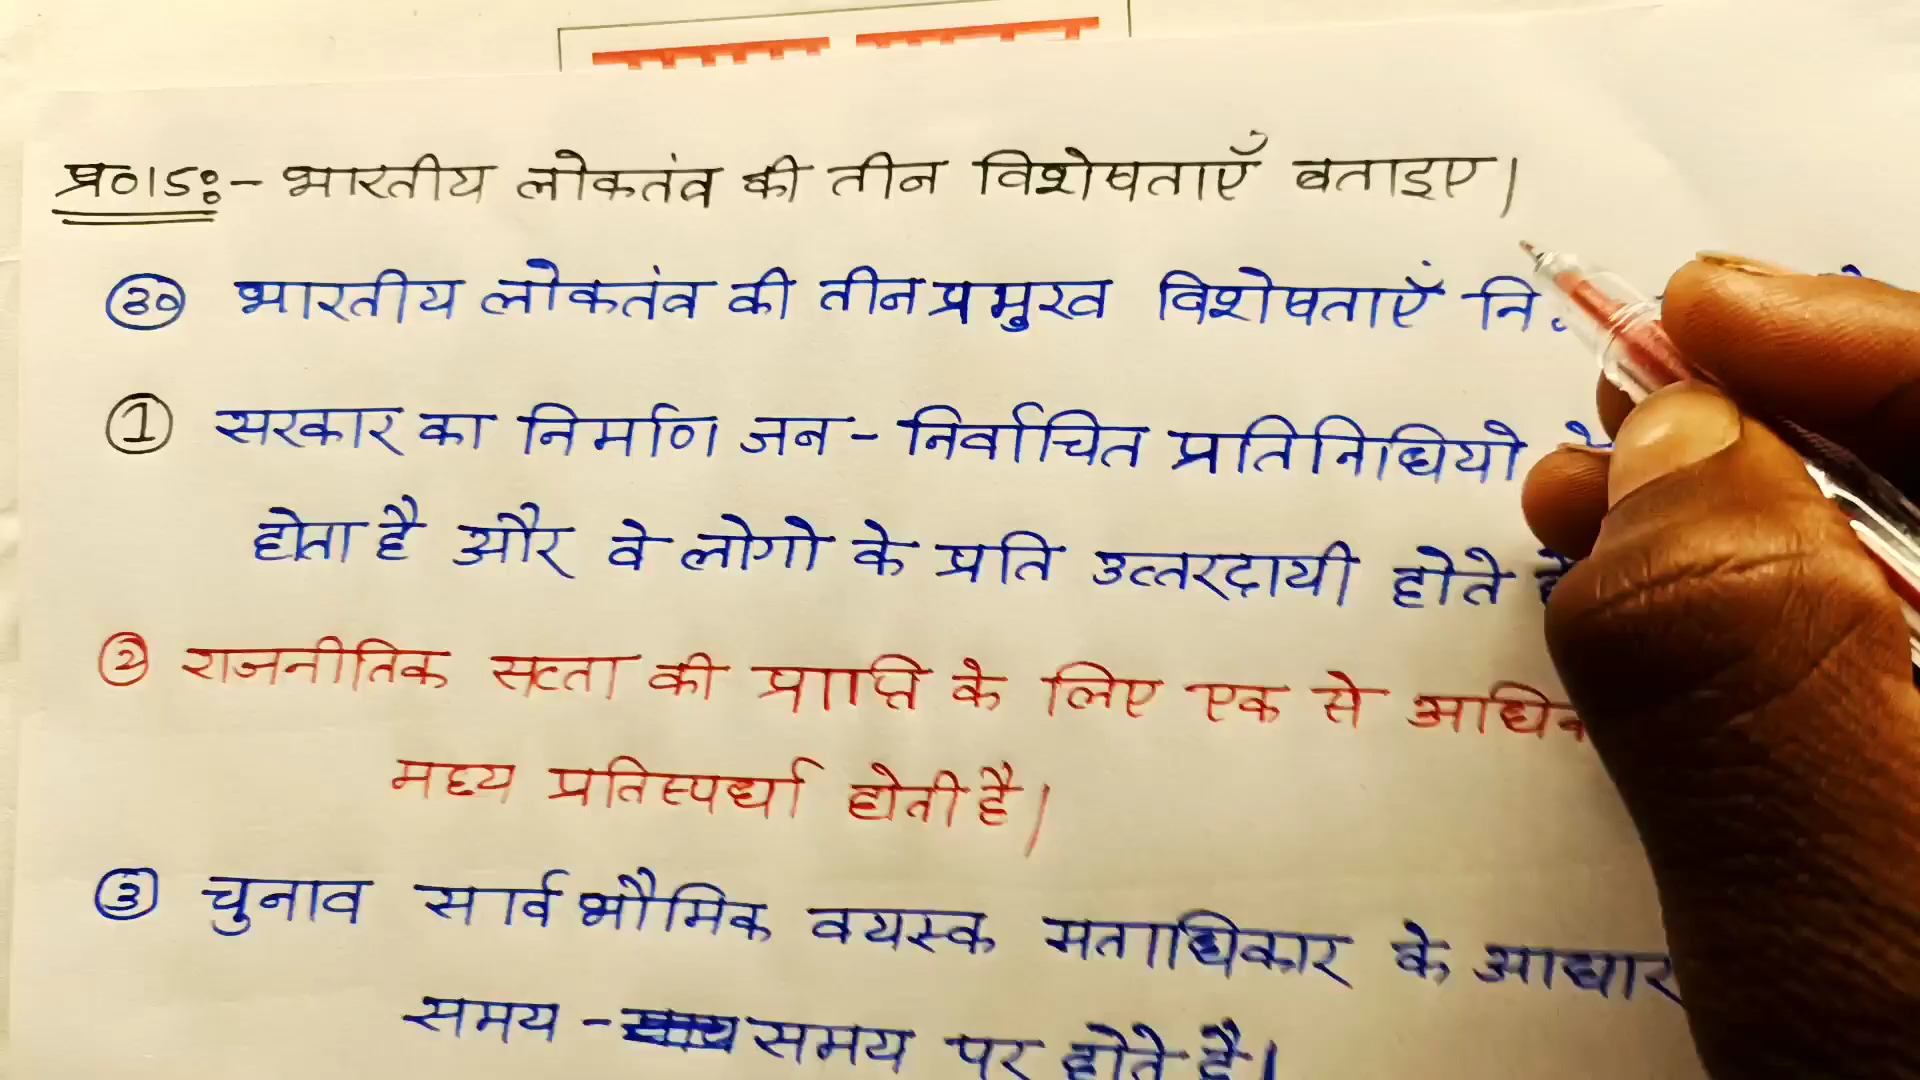 प्र०15:- भारतीय लोकतंत्र की तीन विशेषताएँ बताइए।
उ० भारतीय लोकतंत्र की तीन प्रमुख विशेषताएँ
① सरकार का निर्माण जन - निर्वाचित प्रतिनिधियो
होता है और वे लोगो के प्रति उत्तरदायी होते
② राजनीतिक सत्ता की प्राप्ति के लिए एक से
मध्य प्रतिस्पर्धा होती है।
③ चुनाव सार्वभौमिक वयस्क मताधिकार के आधार
समय - समय पर होते है।